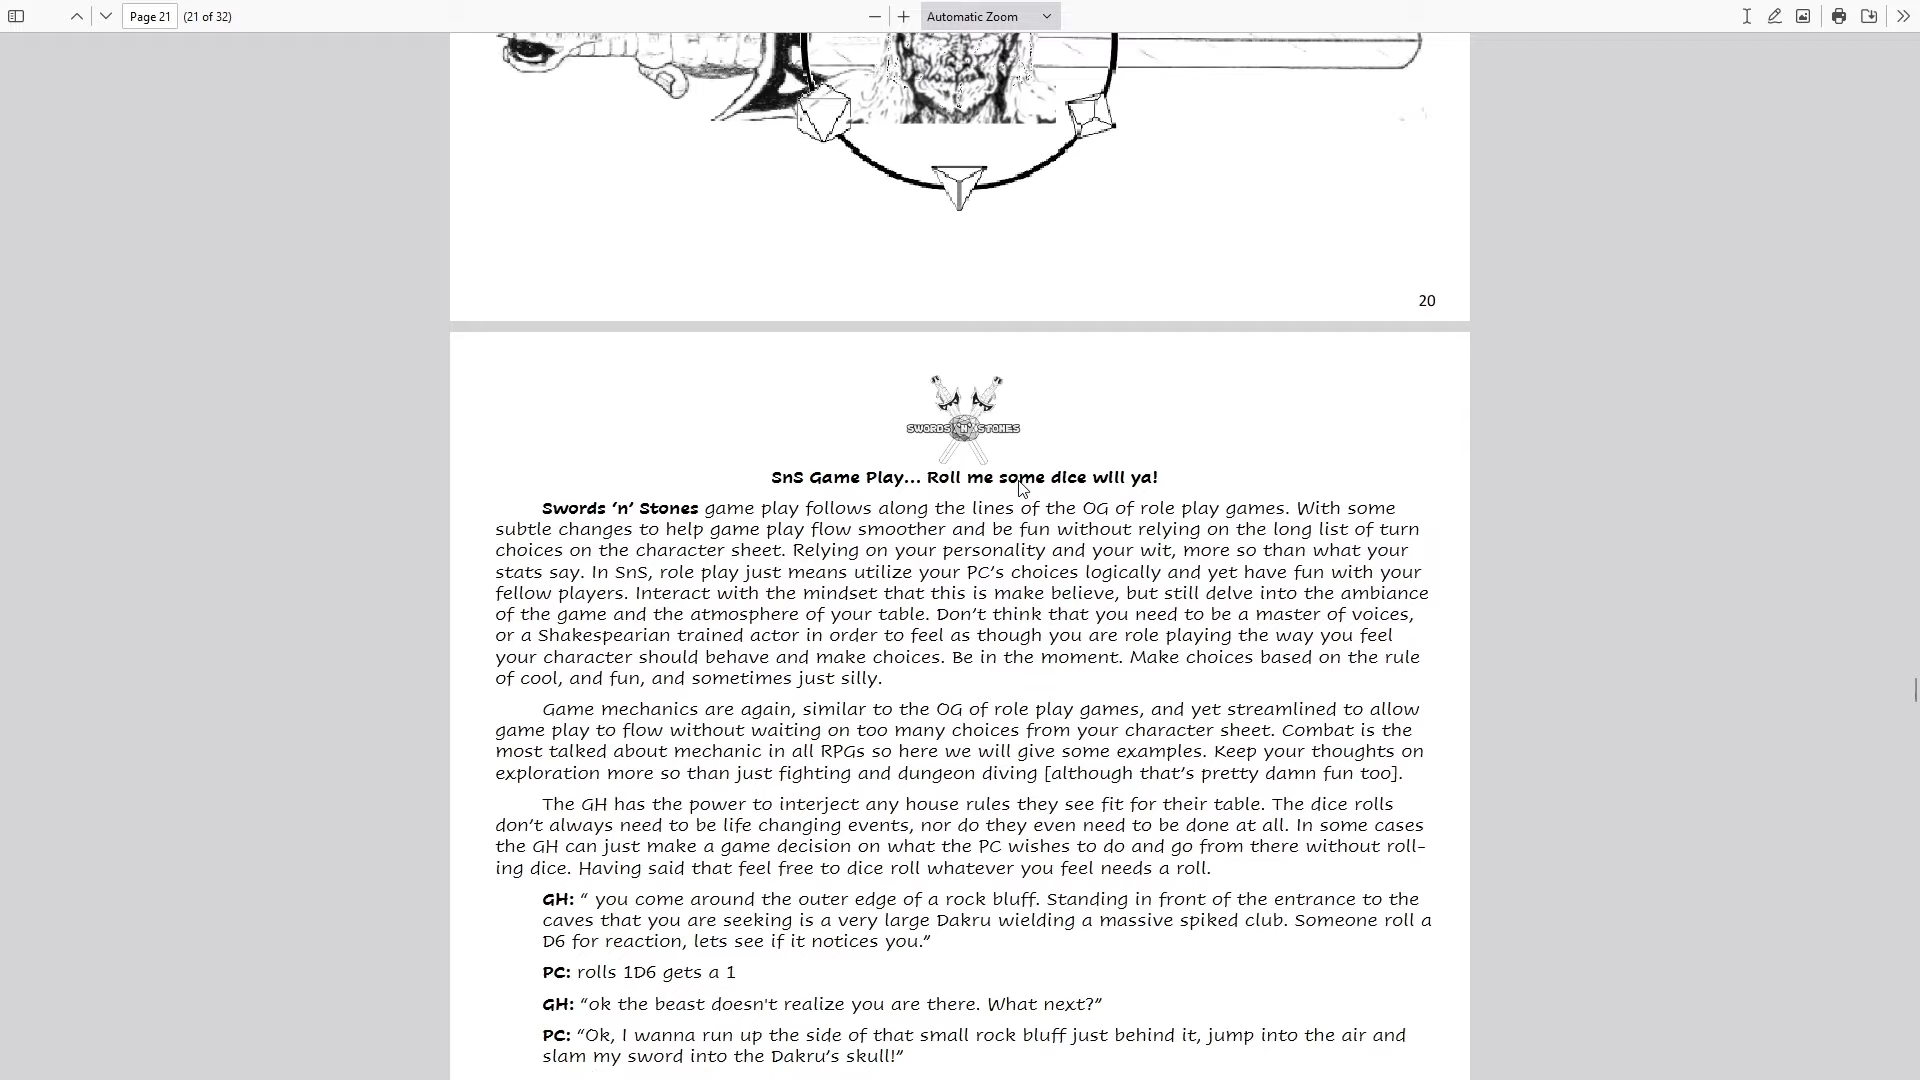 Page 21 (21 of 32) Automatic Zoom
20
SWORDS 'N' STONES
SnS Game Play... Roll me some dice will ya!
Swords ‘n’ Stones game play follows along the lines of the OG of role play games. With some
subtle changes to help game play flow smoother and be fun without relying on the long list of turn
choices on the character sheet. Relying on your personality and your wit, more so than what your
stats say. In SnS, role play just means utilize your PC’s choices logically and yet have fun with your
fellow players. Interact with the mindset that this is make believe, but still delve into the ambiance
of the game and the atmosphere of your table. Don’t think that you need to be a master of voices,
or a Shakespearian trained actor in order to feel as though you are role playing the way you feel
your character should behave and make choices. Be in the moment. Make choices based on the rule
of cool, and fun, and sometimes just silly.
Game mechanics are again, similar to the OG of role play games, and yet streamlined to allow
game play to flow without waiting on too many choices from your character sheet. Combat is the
most talked about mechanic in all RPGs so here we will give some examples. Keep your thoughts on
exploration more so than just fighting and dungeon diving [although that’s pretty damn fun too].
The GH has the power to interject any house rules they see fit for their table. The dice rolls
don’t always need to be life changing events, nor do they even need to be done at all. In some cases
the GH can just make a game decision on what the PC wishes to do and go from there without roll-
ing dice. Having said that feel free to dice roll whatever you feel needs a roll.
GH: “ you come around the outer edge of a rock bluff. Standing in front of the entrance to the
caves that you are seeking is a very large Dakru wielding a massive spiked club. Someone roll a
D6 for reaction, lets see if it notices you.”
PC: rolls 1D6 gets a 1
GH: “ok the beast doesn't realize you are there. What next?”
PC: “Ok, I wanna run up the side of that small rock bluff just behind it, jump into the air and
slam my sword into the Dakru’s skull!”